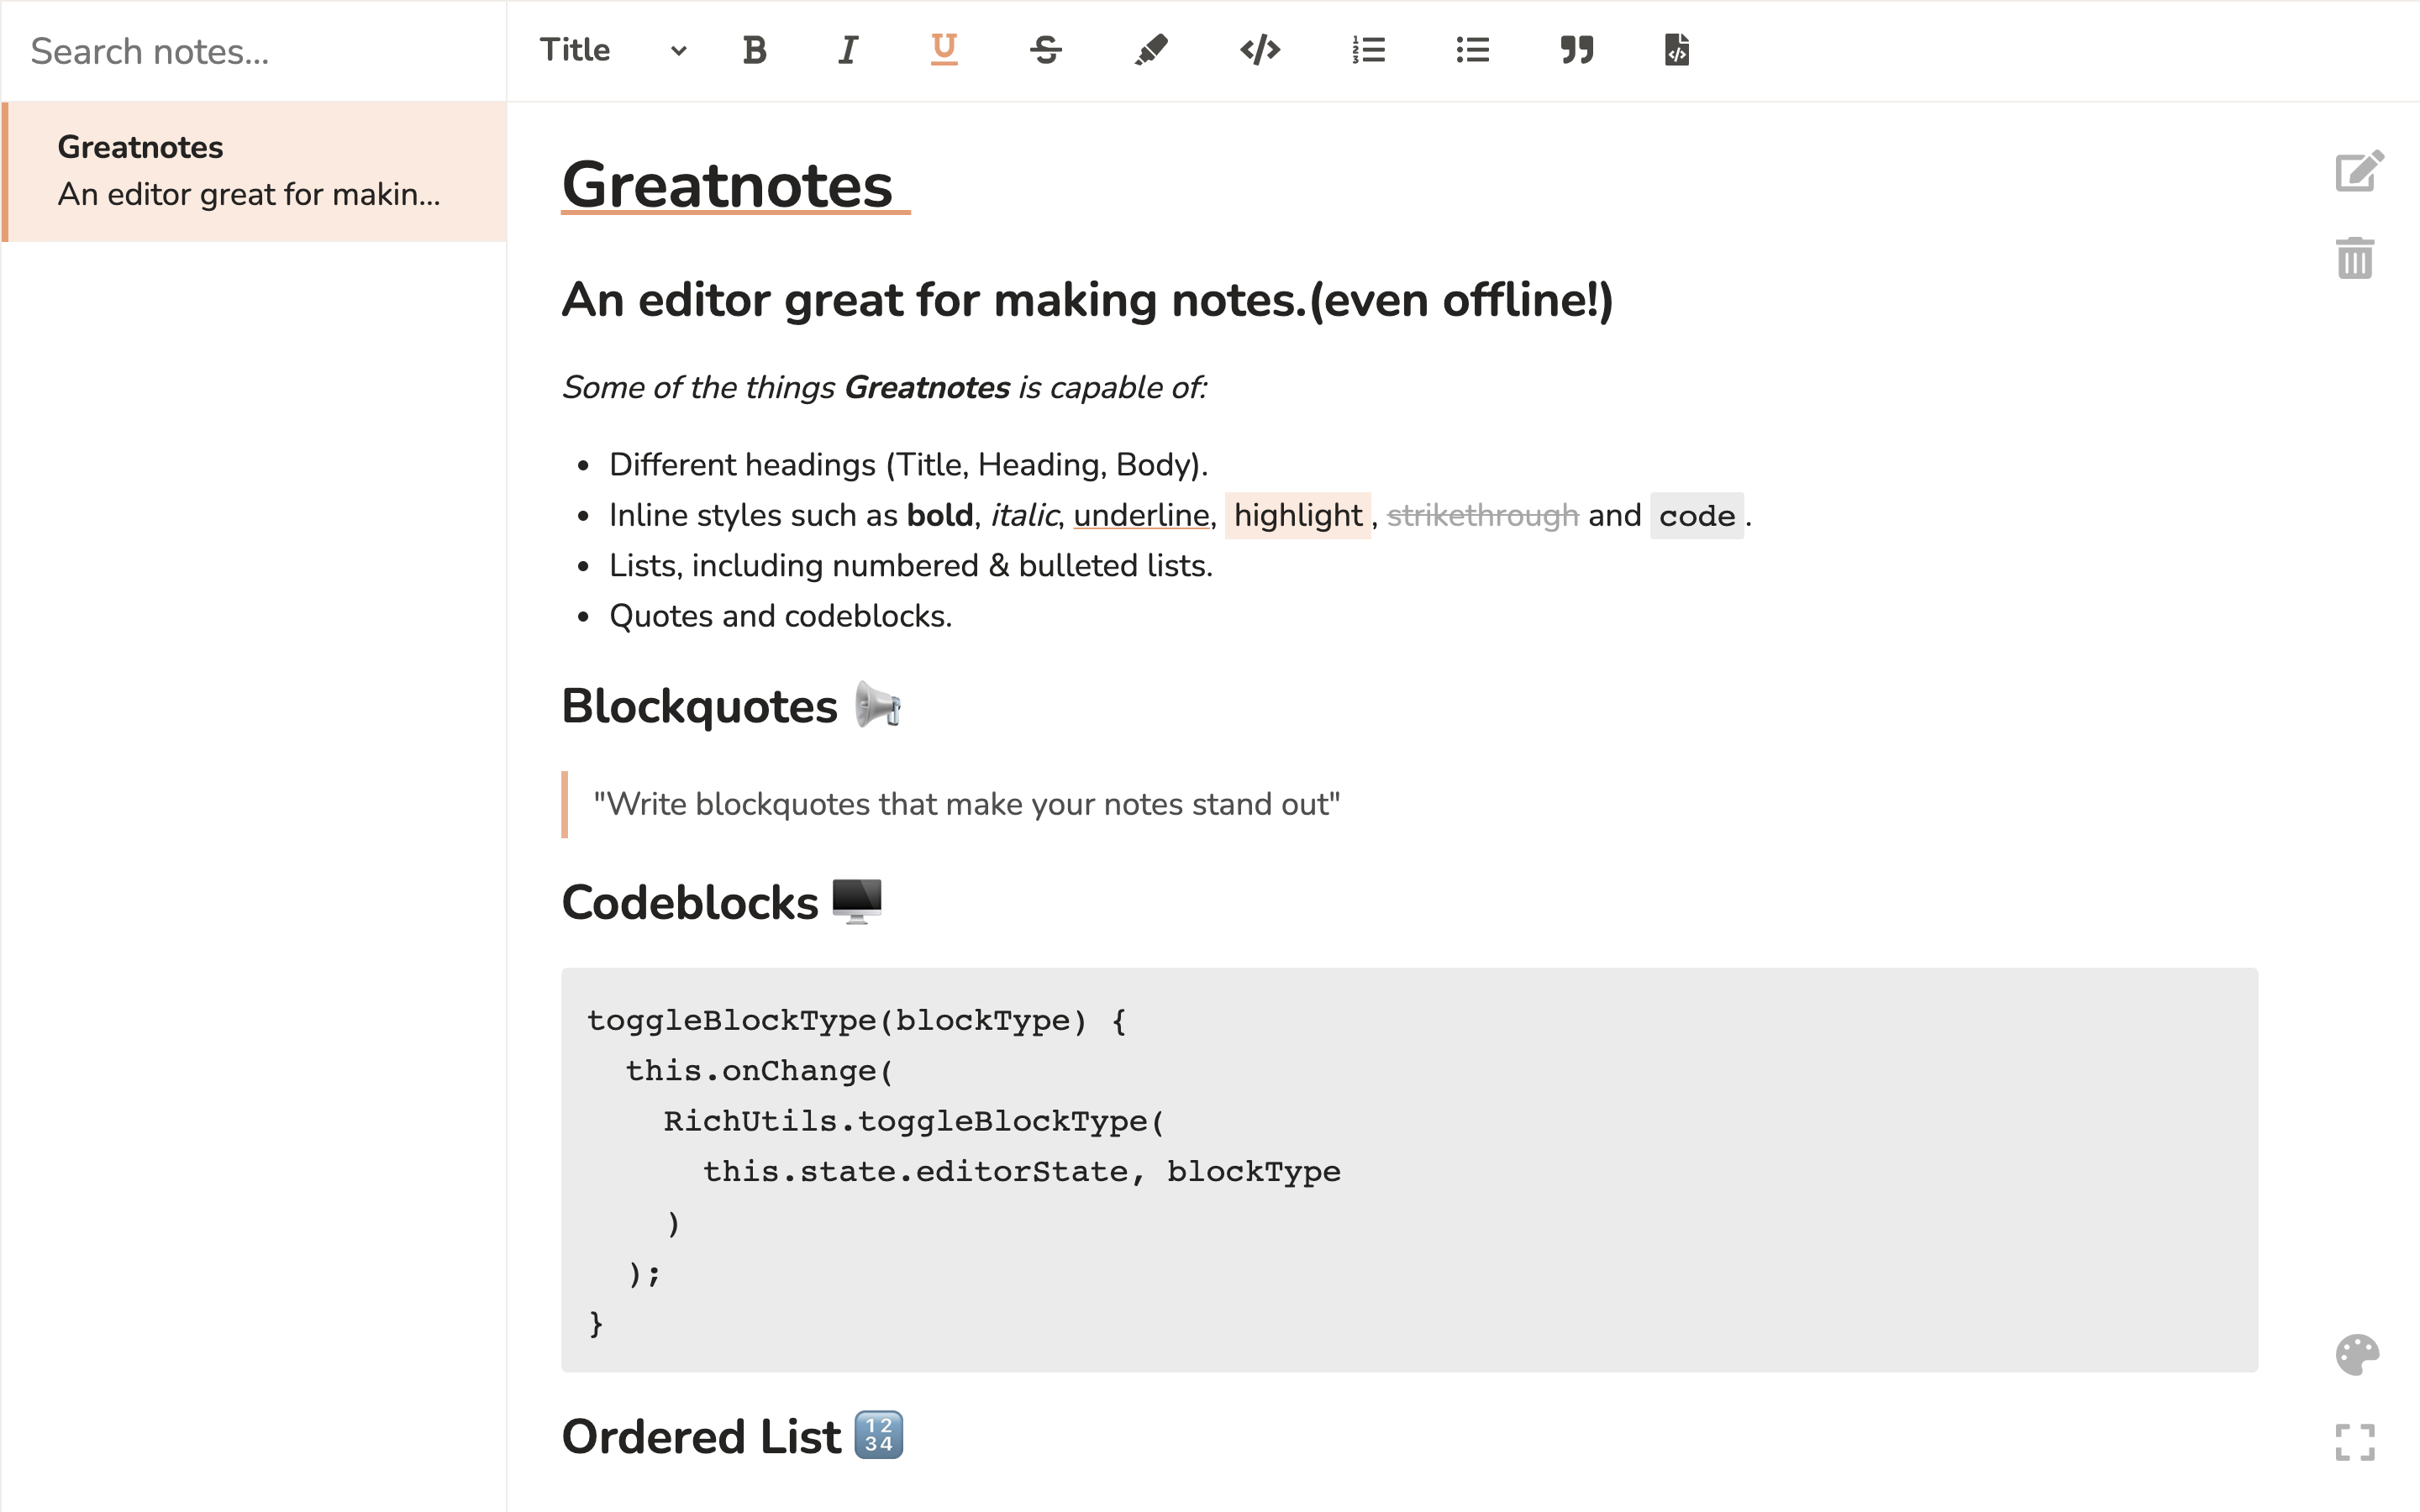 Search notes...
Title
Greatnotes
An editor great for makin...
Greatnotes
An editor great for making notes.(even offline!)
Some of the things Greatnotes is capable of:
• Different headings (Title, Heading, Body).
• Inline styles such as bold, italic, underline, highlight, strikethrough and code.
• Lists, including numbered & bulleted lists.
• Quotes and codeblocks.
Blockquotes 📢
"Write blockquotes that make your notes stand out"
Codeblocks 🖥️
toggleBlockType(blockType) {
  this.onChange(
    RichUtils.toggleBlockType(
      this.state.editorState, blockType
    )
  );
}
Ordered List 🔢